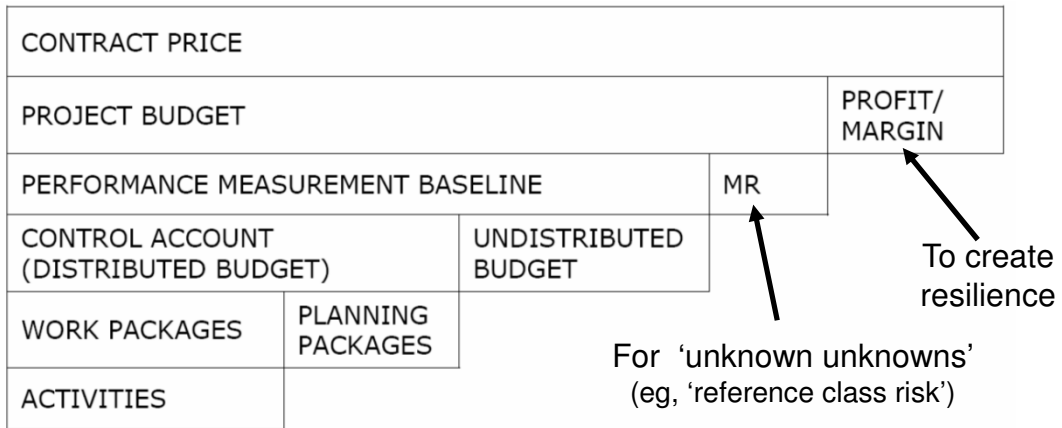 CONTRACT PRICE
PROJECT BUDGET
PROFIT/
MARGIN
PERFORMANCE MEASUREMENT BASELINE
MR
CONTROL ACCOUNT
(DISTRIBUTED BUDGET)
UNDISTRIBUTED
BUDGET
To create
resilience
WORK PACKAGES
PLANNING
PACKAGES
For ‘unknown unknowns’
(eg, ‘reference class risk’)
ACTIVITIES